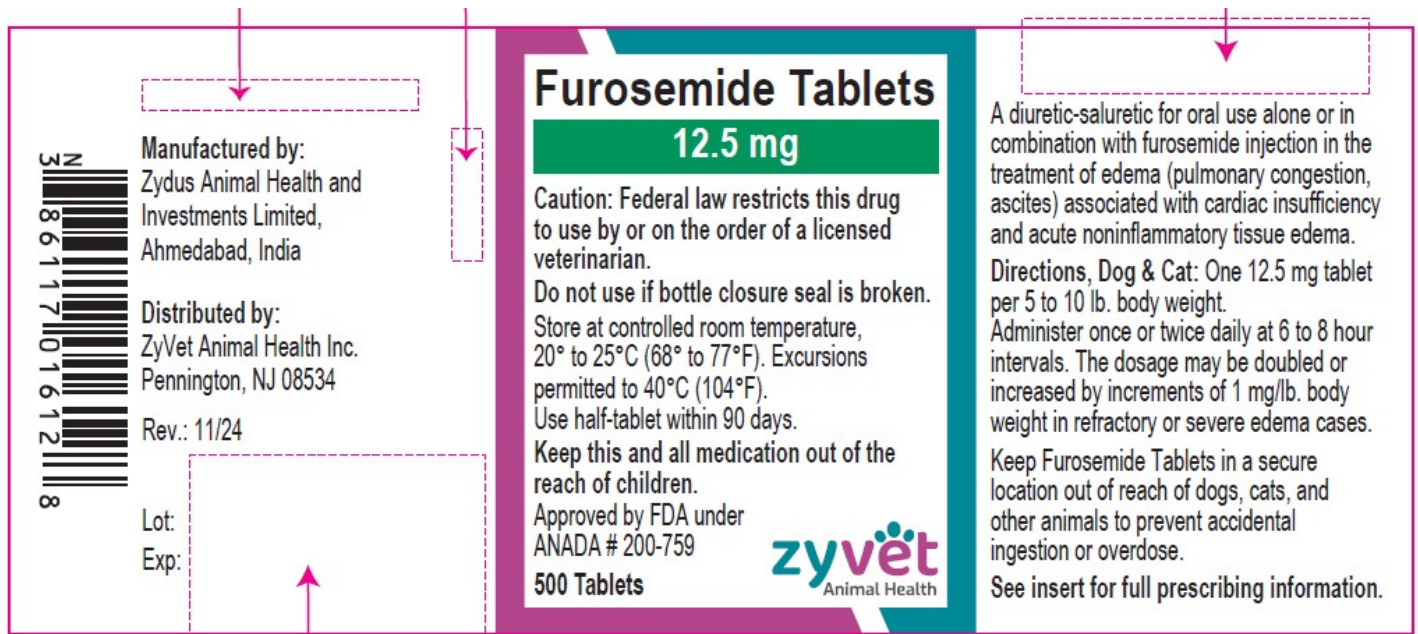 N
3 86117 01612 8
Manufactured by:
Zydus Animal Health and
Investments Limited,
Ahmedabad, India
Distributed by:
ZyVet Animal Health Inc.
Pennington, NJ 08534
Rev.: 11/24
Lot:
Exp:
Furosemide Tablets
12.5 mg
Caution: Federal law restricts this drug
to use by or on the order of a licensed
veterinarian.
Do not use if bottle closure seal is broken.
Store at controlled room temperature,
20° to 25°C (68° to 77°F). Excursions
permitted to 40°C (104°F).
Use half-tablet within 90 days.
Keep this and all medication out of the
reach of children.
Approved by FDA under
ANADA # 200-759
500 Tablets
zyvet
Animal Health
A diuretic-saluretic for oral use alone or in
combination with furosemide injection in the
treatment of edema (pulmonary congestion,
ascites) associated with cardiac insufficiency
and acute noninflammatory tissue edema.
Directions, Dog & Cat: One 12.5 mg tablet
per 5 to 10 lb. body weight.
Administer once or twice daily at 6 to 8 hour
intervals. The dosage may be doubled or
increased by increments of 1 mg/lb. body
weight in refractory or severe edema cases.
Keep Furosemide Tablets in a secure
location out of reach of dogs, cats, and
other animals to prevent accidental
ingestion or overdose.
See insert for full prescribing information.